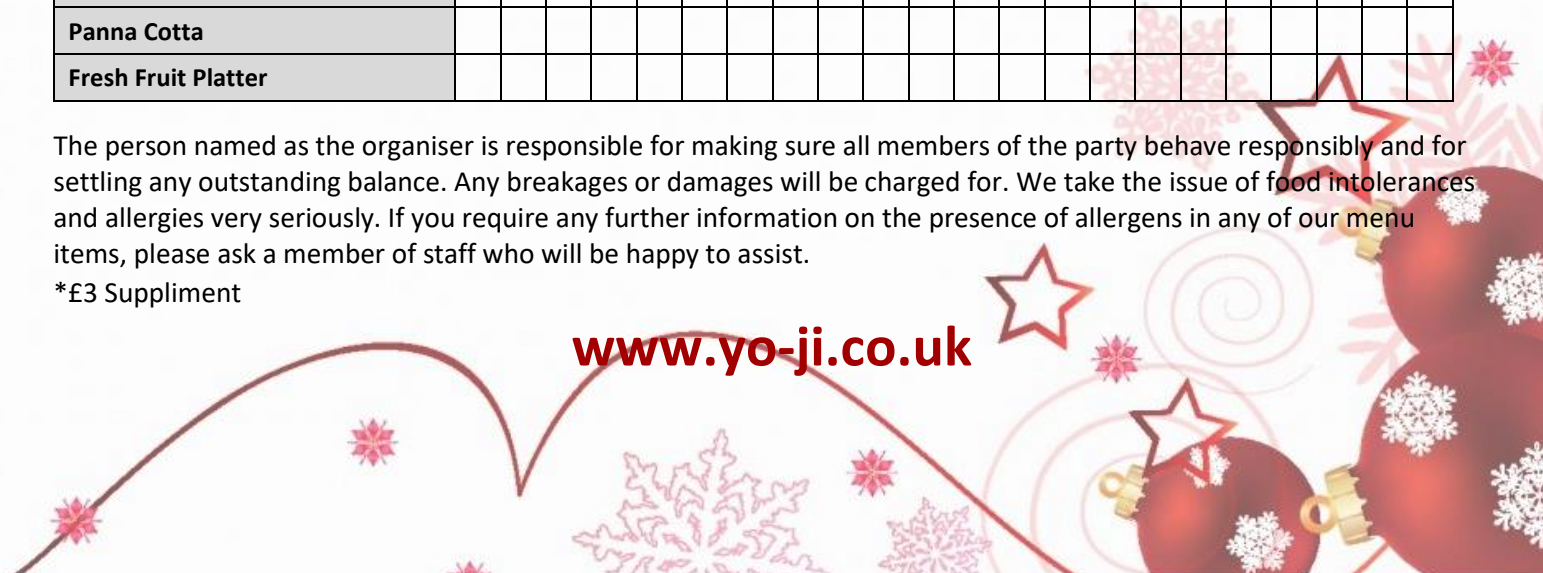 Panna Cotta
Fresh Fruit Platter
The person named as the organiser is responsible for making sure all members of the party behave responsibly and for
settling any outstanding balance. Any breakages or damages will be charged for. We take the issue of food intolerances
and allergies very seriously. If you require any further information on the presence of allergens in any of our menu
items, please ask a member of staff who will be happy to assist.
*£3 Suppliment
www.yo-ji.co.uk